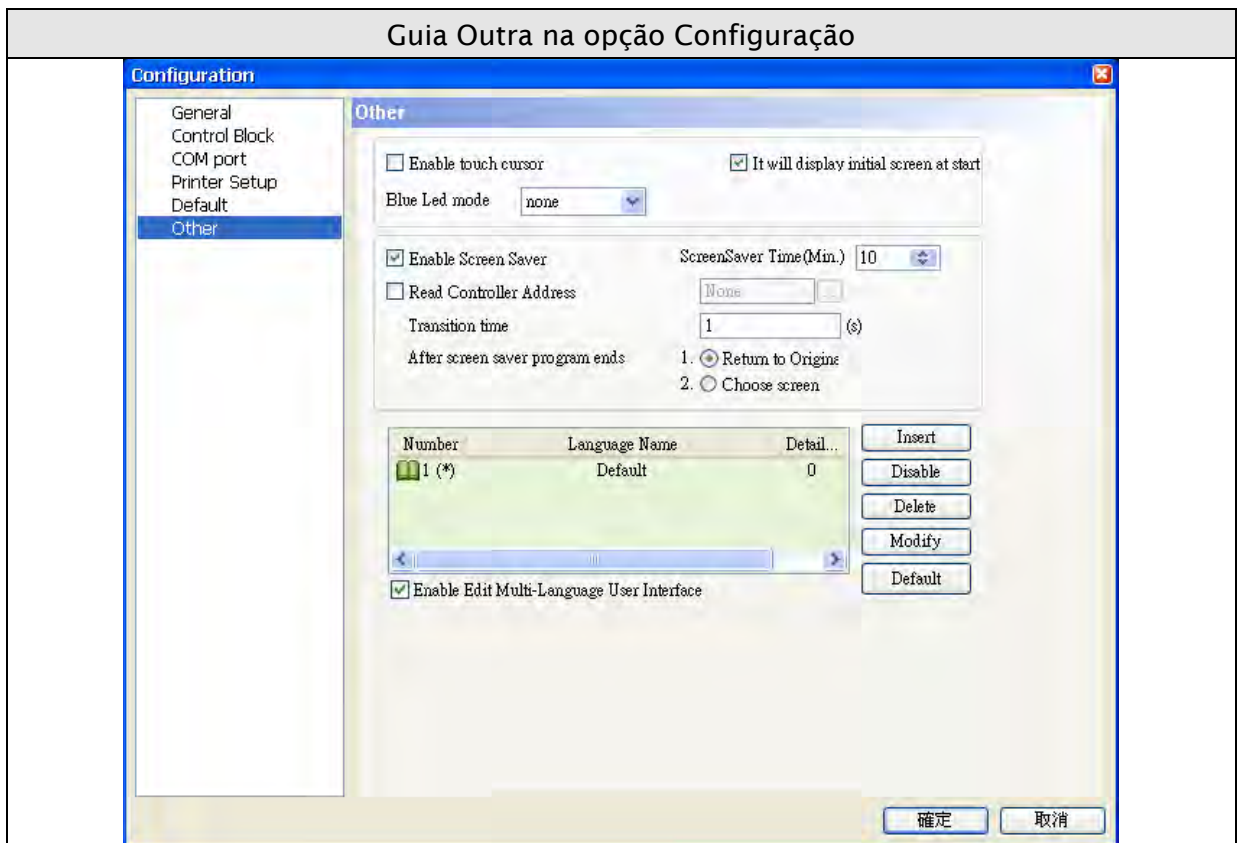 Guia Outra na opção Configuração
Configuration
General
Control Block
COM port
Printer Setup
Default
Other
Other
Enable touch cursor
It will display initial screen at start
Blue Led mode none
Enable Screen Saver
ScreenSaver Time(Min.) 10
Read Controller Address None
Transition time 1 (s)
After screen saver program ends 1. Return to Origina
2. Choose screen
Number Language Name Detail...
1 (*) Default 0
Insert
Disable
Delete
Modify
Default
Enable Edit Multi-Language User Interface
確定 取消